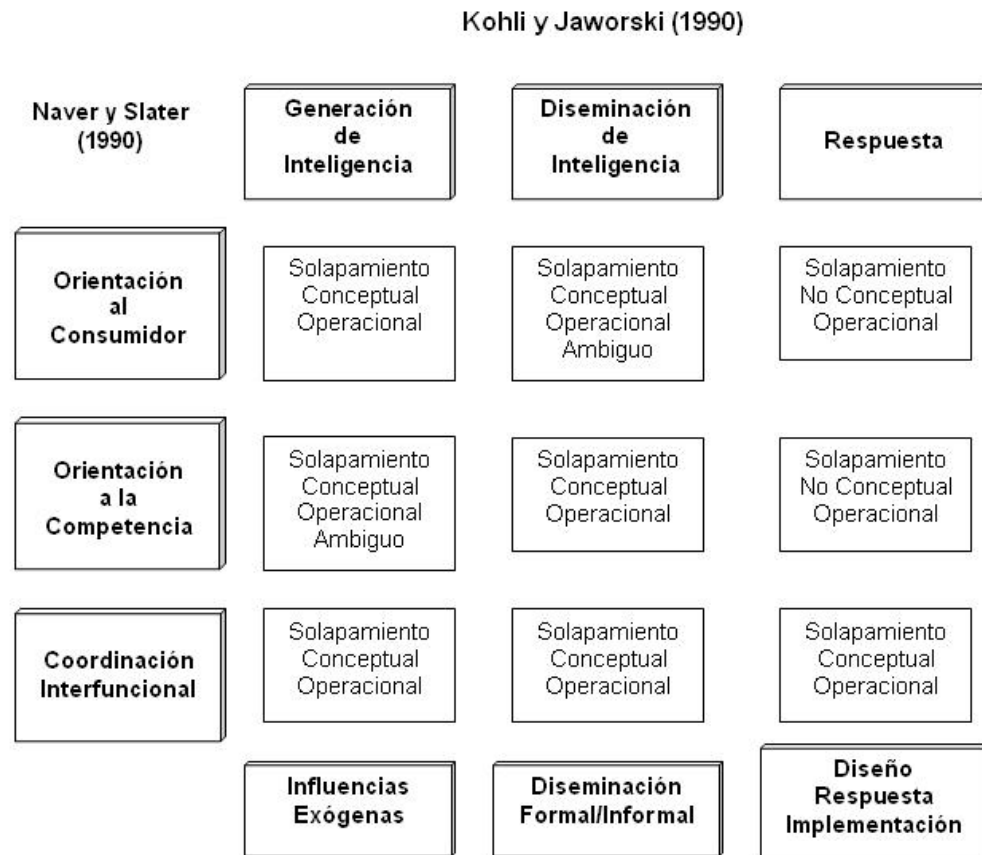 Kohli y Jaworski (1990)
Naver y Slater
(1990)
Generación
de
Inteligencia
Diseminación
de
Inteligencia
Respuesta
Orientación
al
Consumidor
Solapamiento
Conceptual
Operacional
Solapamiento
Conceptual
Operacional
Ambiguo
Solapamiento
No Conceptual
Operacional
Orientación
a la
Competencia
Solapamiento
Conceptual
Operacional
Ambiguo
Solapamiento
Conceptual
Operacional
Solapamiento
No Conceptual
Operacional
Coordinación
Interfuncional
Solapamiento
Conceptual
Operacional
Solapamiento
Conceptual
Operacional
Solapamiento
Conceptual
Operacional
Influencias
Exógenas
Diseminación
Formal/Informal
Diseño
Respuesta
Implementación